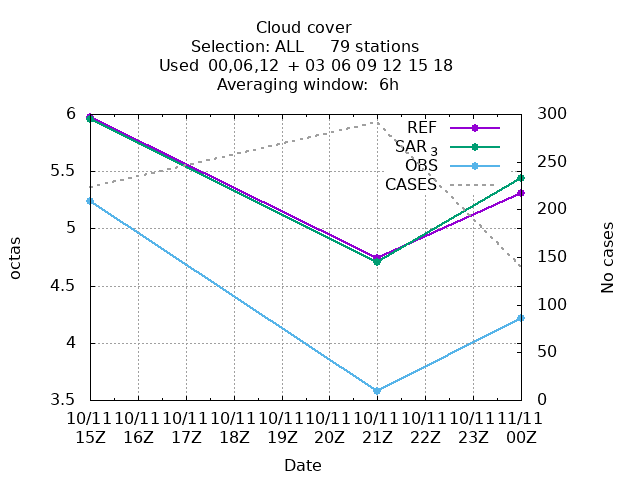 Cloud cover
Selection: ALL 79 stations
Used 00,06,12 + 03 06 09 12 15 18
Averaging window: 6h
6 300
REF
SAR 3
5.5 250
OBS
CASES
5 200
octas
4.5 150
No cases
4 100
50
3.5 0
10/11 10/11 10/11 10/11 10/11 10/11 10/11 10/11 10/11 11/11
15Z 16Z 17Z 18Z 19Z 20Z 21Z 22Z 23Z 00Z
Date